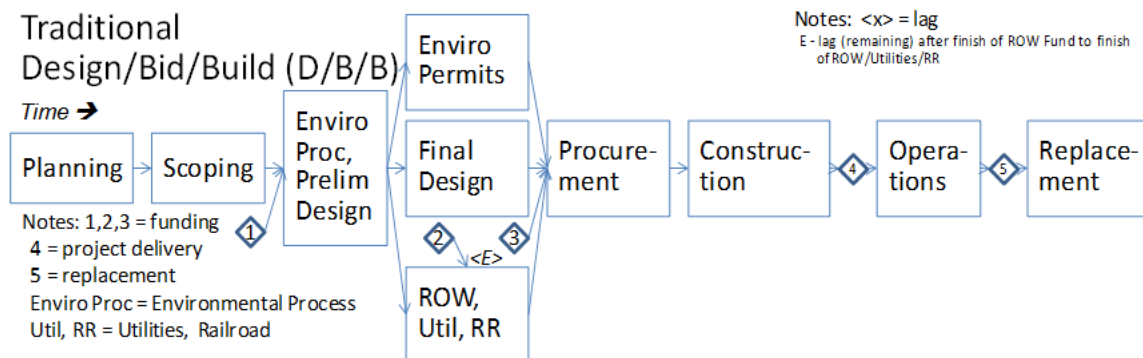 Traditional
Design/Bid/Build (D/B/B)
Time →
Notes: <x> = lag
E - lag (remaining) after finish of ROW Fund to finish
of ROW/Utilities/RR
Planning
Scoping
1
Enviro
Proc,
Prelim
Design
Enviro
Permits
Final
Design
2
<E>
3
ROW,
Util, RR
Procure-
ment
Construc-
tion
4
Opera-
tions
5
Replace-
ment
Notes: 1,2,3 = funding
4 = project delivery
5 = replacement
Enviro Proc = Environmental Process
Util, RR = Utilities, Railroad